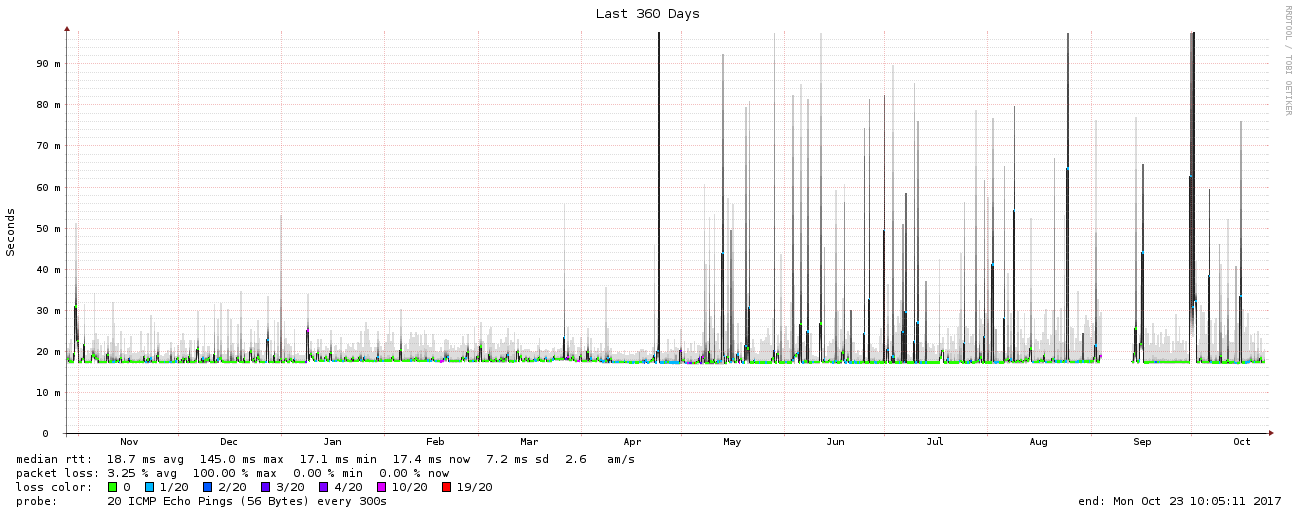 Last 360 Days
RRDTOOL / TOBI OETIKER
Seconds
90 m
80 m
70 m
60 m
50 m
40 m
30 m
20 m
10 m
0
Nov Dec Jan Feb Mar Apr May Jun Jul Aug Sep Oct
median rtt: 18.7 ms avg 145.0 ms max 17.1 ms min 17.4 ms now 7.2 ms sd 2.6 am/s
packet loss: 3.25 % avg 100.00 % max 0.00 % min 0.00 % now
loss color: 0 1/20 2/20 3/20 4/20 10/20 19/20
probe: 20 ICMP Echo Pings (56 Bytes) every 300s end: Mon Oct 23 10:05:11 2017